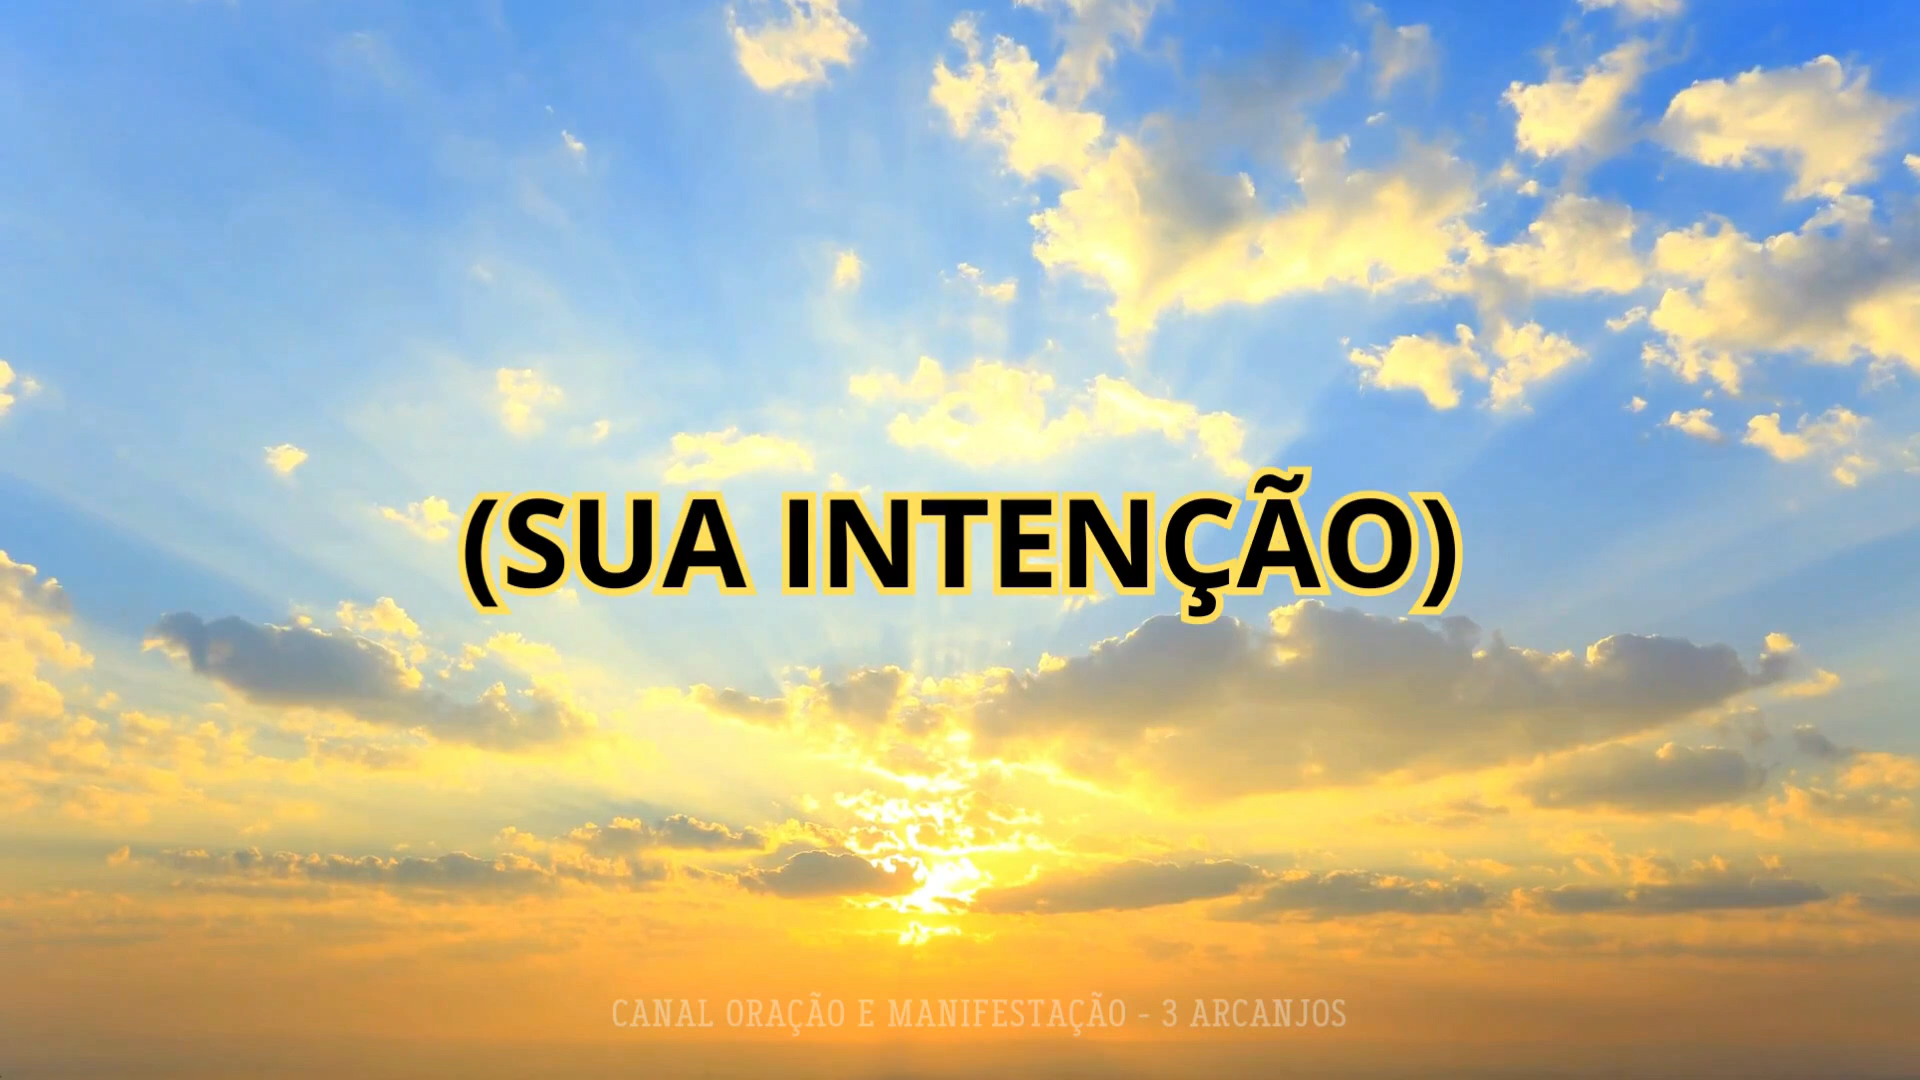 (SUA INTENÇÃO)
CANAL ORAÇÃO E MANIFESTAÇÃO - 3 ARCANJOS